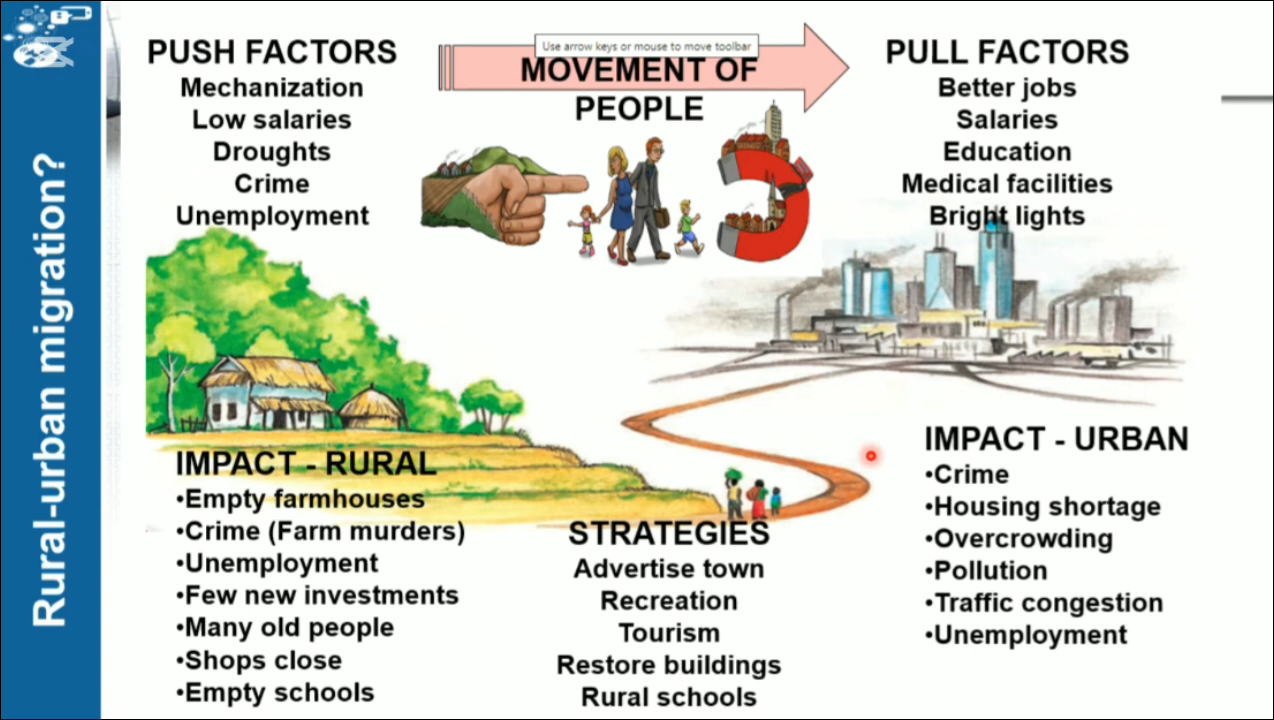 Rural-urban migration?
PUSH FACTORS
Mechanization
Low salaries
Droughts
Crime
Unemployment
Use arrow keys or mouse to move toolbar
MOVEMENT OF
PEOPLE
PULL FACTORS
Better jobs
Salaries
Education
Medical facilities
Bright lights
IMPACT - RURAL
•Empty farmhouses
•Crime (Farm murders)
•Unemployment
•Few new investments
•Many old people
•Shops close
•Empty schools
STRATEGIES
Advertise town
Recreation
Tourism
Restore buildings
Rural schools
IMPACT - URBAN
•Crime
•Housing shortage
•Overcrowding
•Pollution
•Traffic congestion
•Unemployment